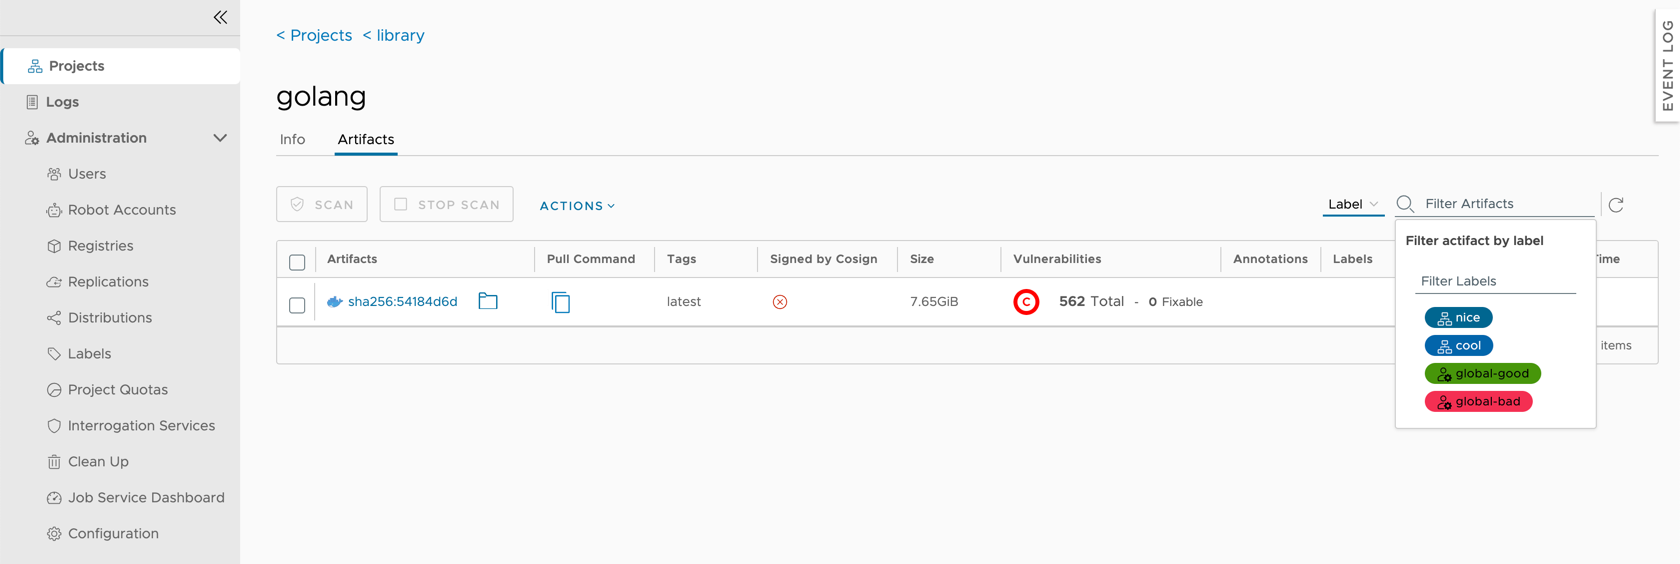 < Projects < library
EVENT LOG
Projects
Logs
Administration
Users
Robot Accounts
Registries
Replications
Distributions
Labels
Project Quotas
Interrogation Services
Clean Up
Job Service Dashboard
Configuration
golang
Info Artifacts
SCAN STOP SCAN ACTIONS Label Filter Artifacts
Artifacts Pull Command Tags Signed by Cosign Size Vulnerabilities Annotations Labels
sha256:54184d6d latest 7.65GiB C 562 Total - 0 Fixable
items
Filter actifact by label
Filter Labels
nice
cool
global-good
global-bad